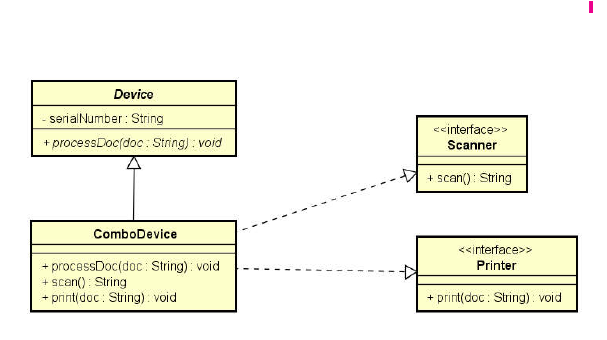 Device
- serialNumber : String
+ processDoc(doc : String) : void
<<interface>>
Scanner
+ scan() : String
ComboDevice
+ processDoc(doc : String) : void
+ scan() : String
+ print(doc : String) : void
<<interface>>
Printer
+ print(doc : String) : void